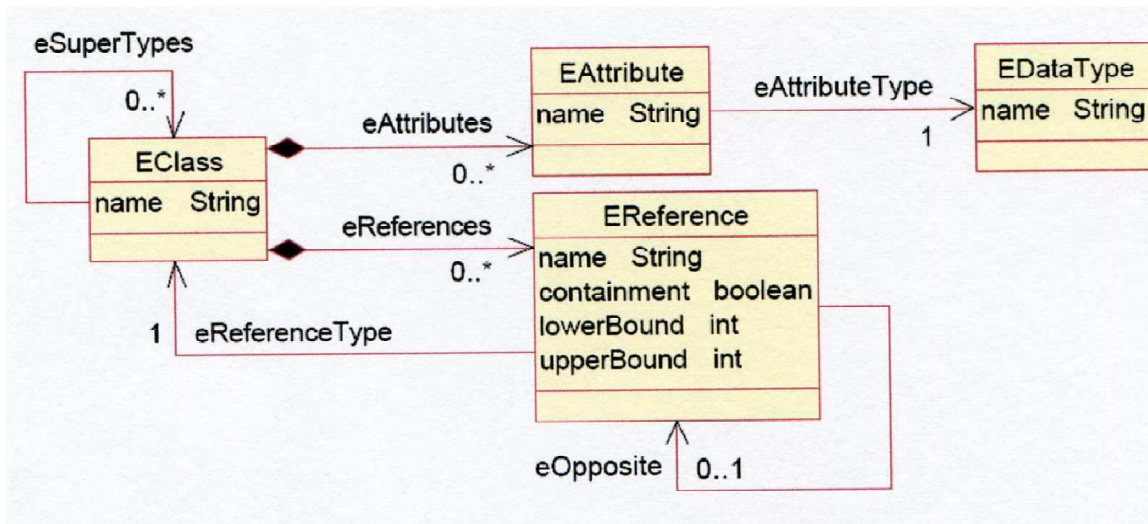 eSuperTypes
0..*
EClass
name String
eAttributes
0..*
EAttribute
name String
eAttributeType
1
EDataType
name String
eReferences
0..*
EReference
name String
containment boolean
lowerBound int
upperBound int
1 eReferenceType
eOpposite 0..1